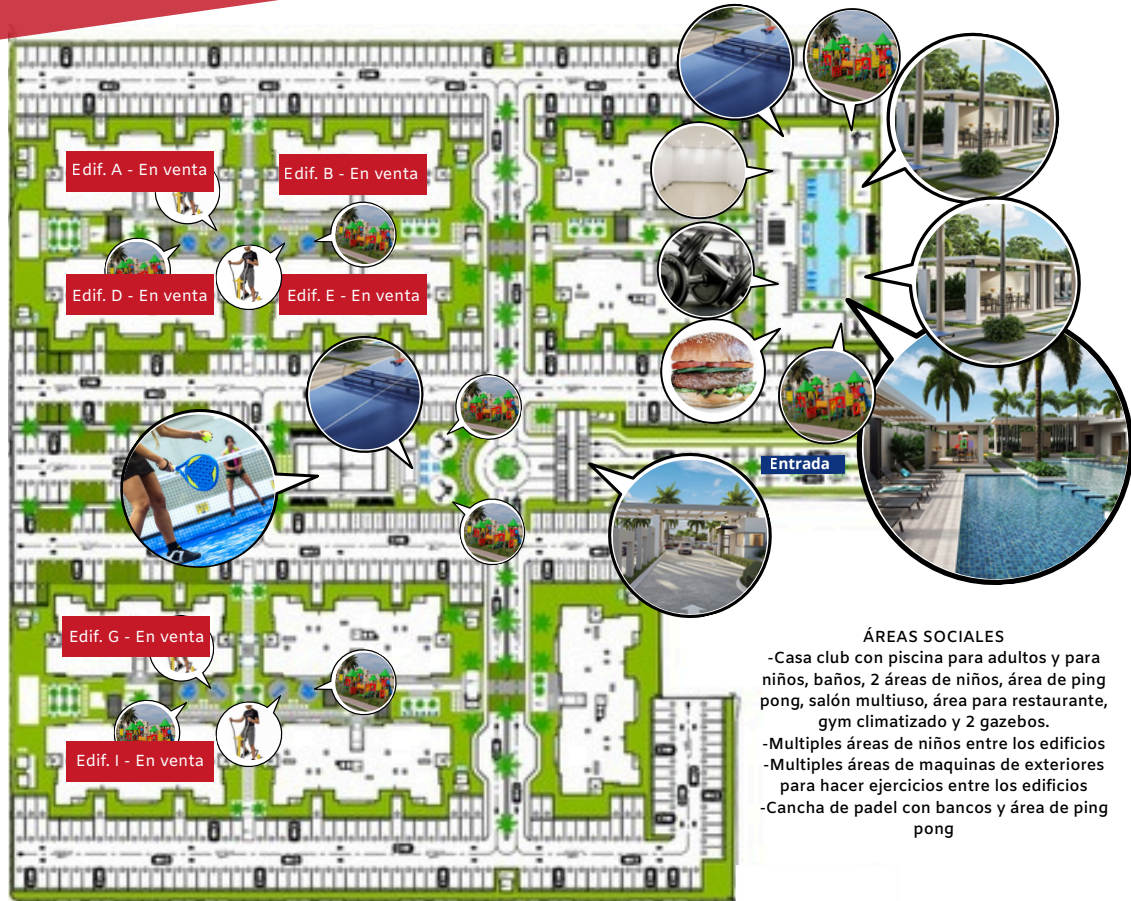 Edif. A - En venta
Edif. B - En venta
Edif. D - En venta
Edif. E - En venta
Entrada
Edif. G - En venta
Edif. I - En venta
ÁREAS SOCIALES
-Casa club con piscina para adultos y para
niños, baños, 2 áreas de niños, área de ping
pong, salón multiuso, área para restaurante,
gym climatizado y 2 gazebos.
-Multiples áreas de niños entre los edificios
-Multiples áreas de maquinas de exteriores
para hacer ejercicios entre los edificios
-Cancha de padel con bancos y área de ping
pong